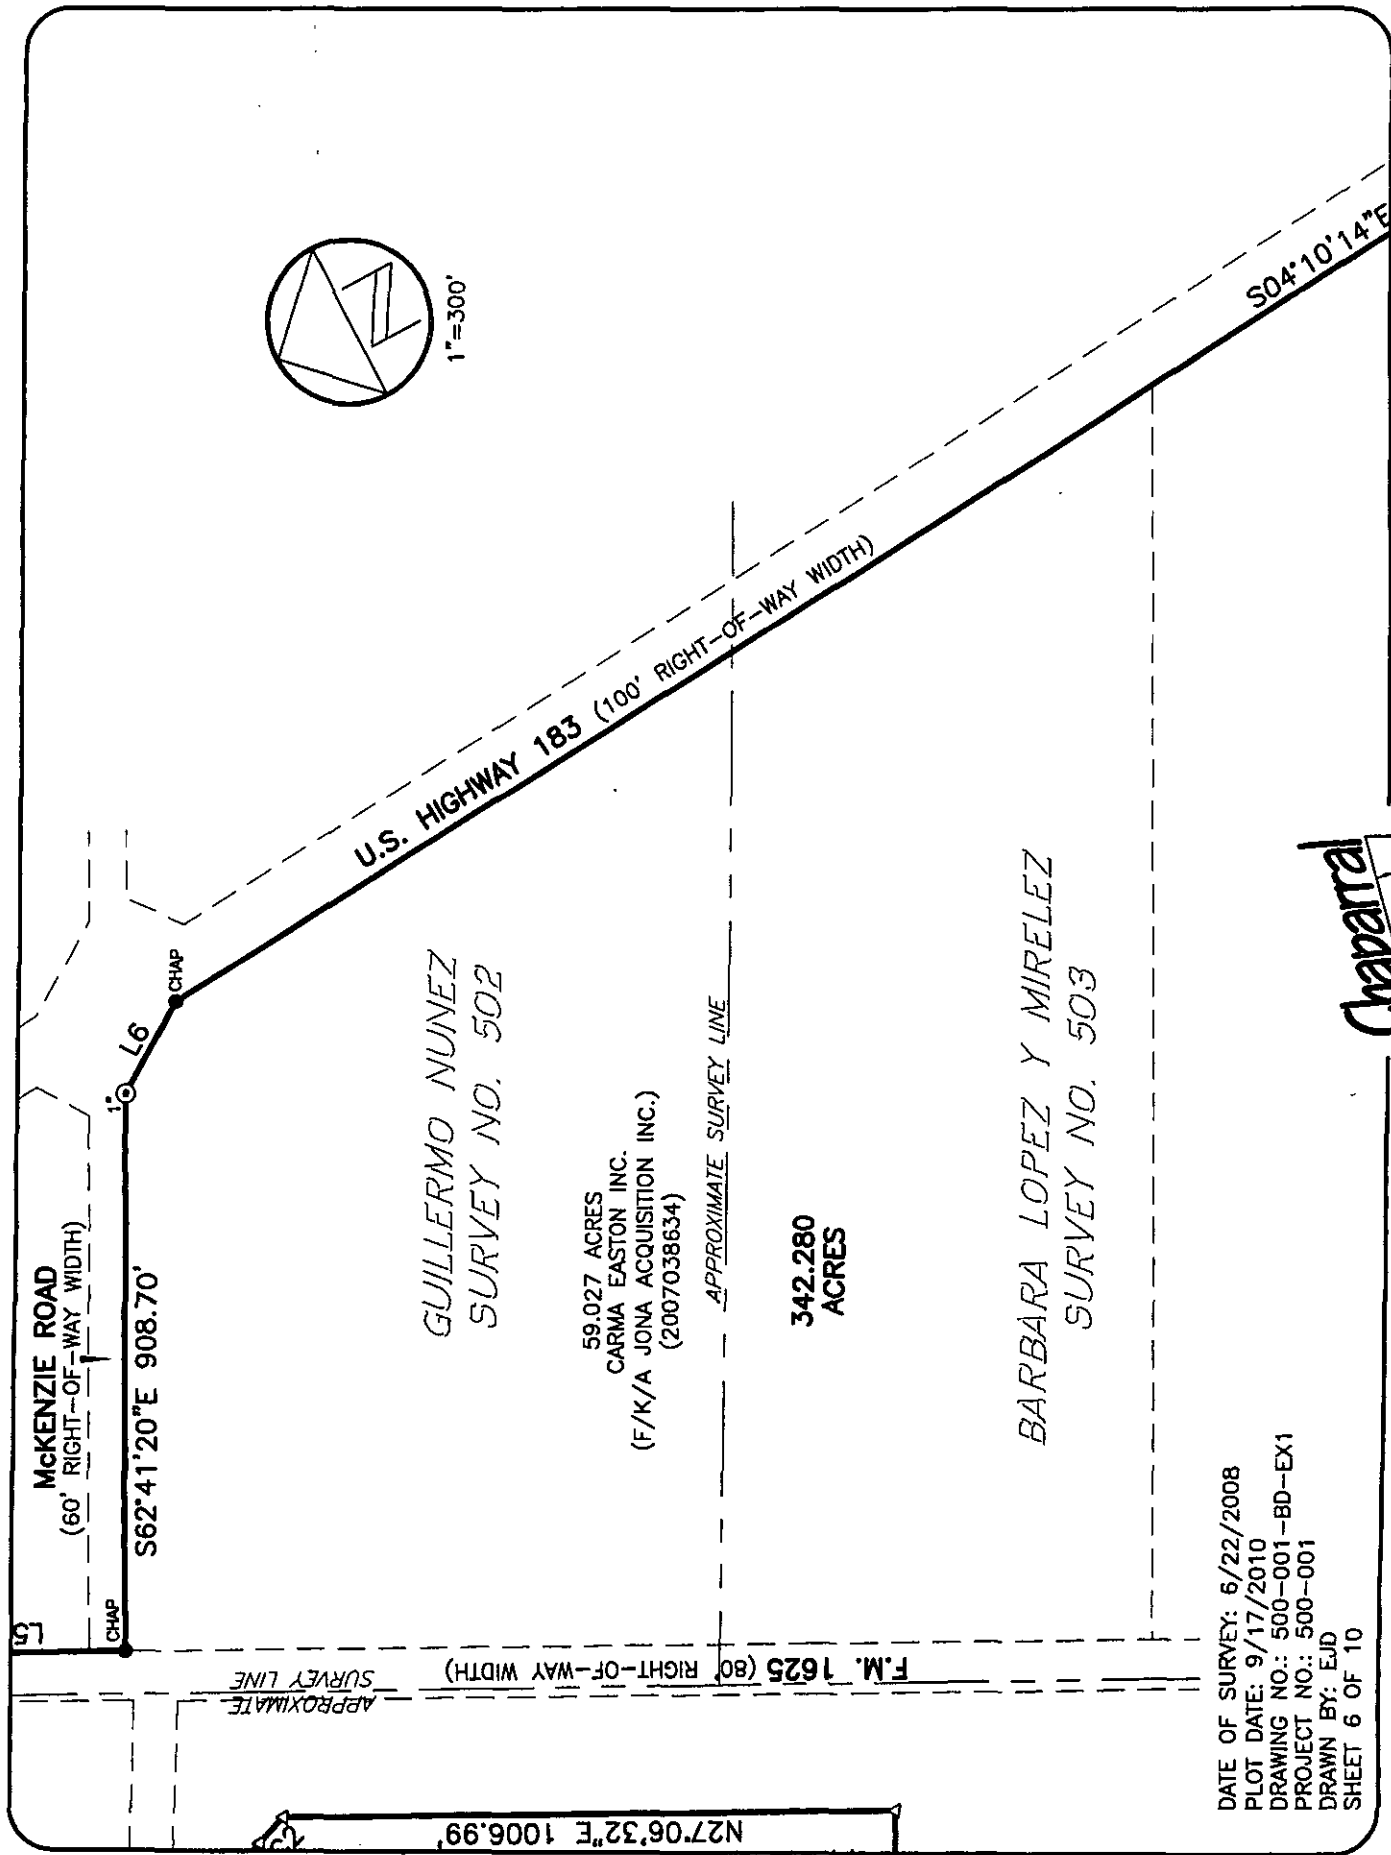 L5
McKENZIE ROAD
(60' RIGHT-OF-WAY WIDTH)
CHAP
S62°41'20"E 908.70'
1"
L6
CHAP
1"=300'
U.S. HIGHWAY 183 (100' RIGHT-OF-WAY WIDTH)
S04°10'14"E
APPROXIMATE
SURVEY LINE
F.M. 1625 (80' RIGHT-OF-WAY WIDTH)
GUILLERMO NUNEZ
SURVEY NO. 502
59.027 ACRES
CARMA EASTON INC.
(F/K/A JONA ACQUISITION INC.)
(2007038634)
APPROXIMATE SURVEY LINE
342.280
ACRES
BARBARA LOPEZ Y MIRELEZ
SURVEY NO. 503
N27°06'32"E 1006.99'
DATE OF SURVEY: 6/22/2008
PLOT DATE: 9/17/2010
DRAWING NO.: 500-001-BD-EX1
PROJECT NO.: 500-001
DRAWN BY: EJD
SHEET 6 OF 10
Chaparral